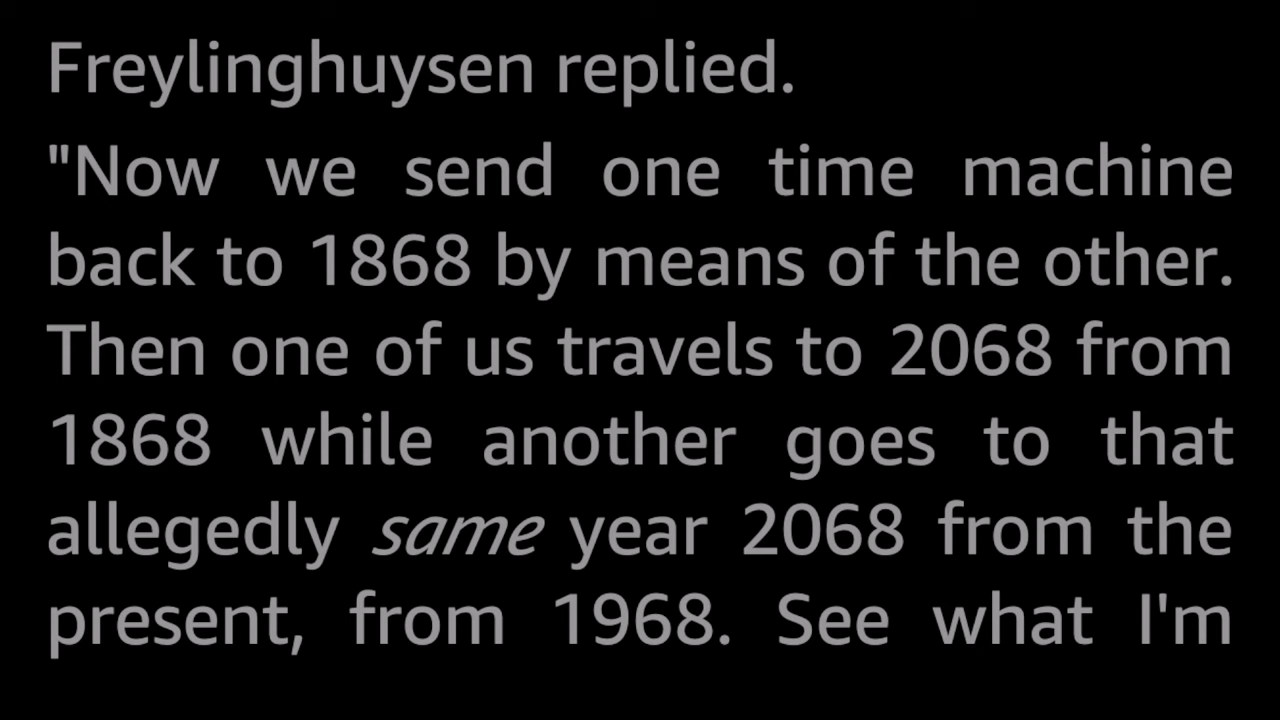 Freylinghuysen replied.
"Now we send one time machine
back to 1868 by means of the other.
Then one of us travels to 2068 from
1868 while another goes to that
allegedly same year 2068 from the
present, from 1968. See what I'm